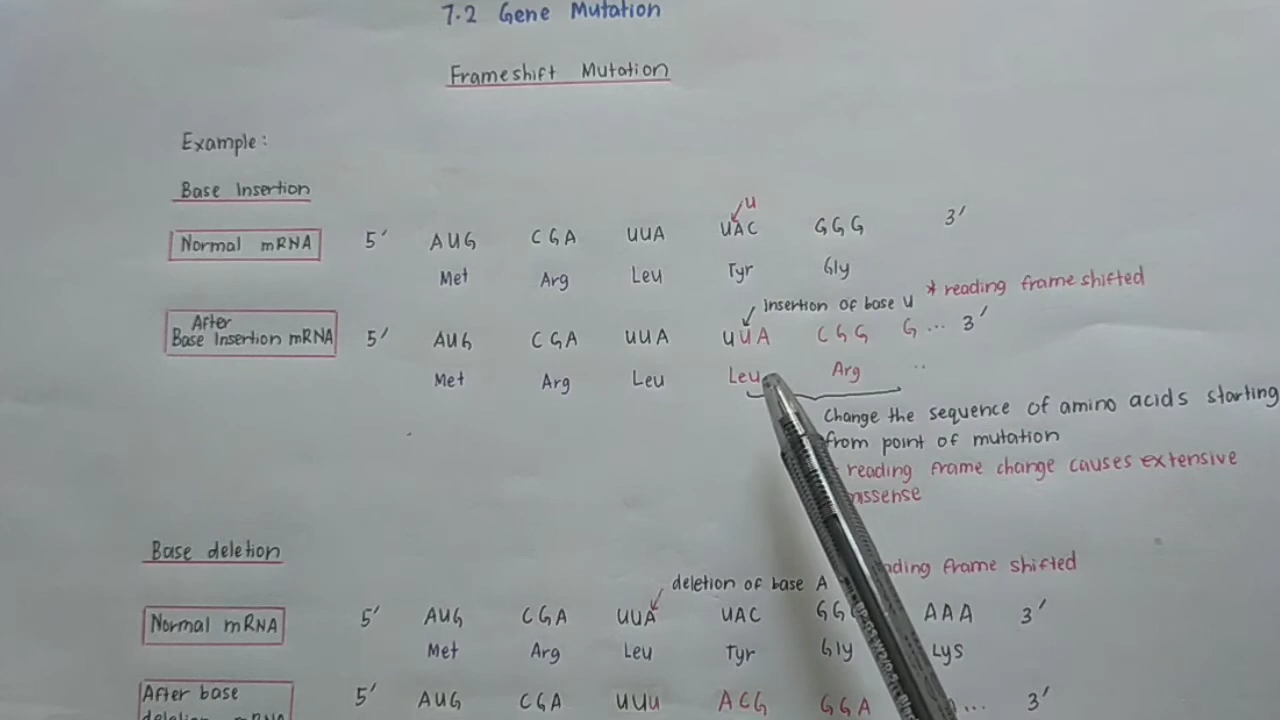 7.2 Gene Mutation
Frameshift Mutation
Example:
Base Insertion
U
Normal mRNA 5' AUG CGA UUA UAC GGG 3'
Met Arg Leu Tyr Gly
insertion of base U * reading frame shifted
After
Base Insertion mRNA 5' AUG CGA UUA UUA CGG G... 3'
Met Arg Leu Leu Arg ..
Change the sequence of amino acids starting
from point of mutation
reading frame change causes extensive
Base deletion
deletion of base A frame shifted
Normal mRNA 5' AUG CGA UUA UAC AAA 3'
Met Arg Leu Tyr Gly Lys
After base 5' AUG CGA UUU ACG GGA ... 3'
deletion mRNA